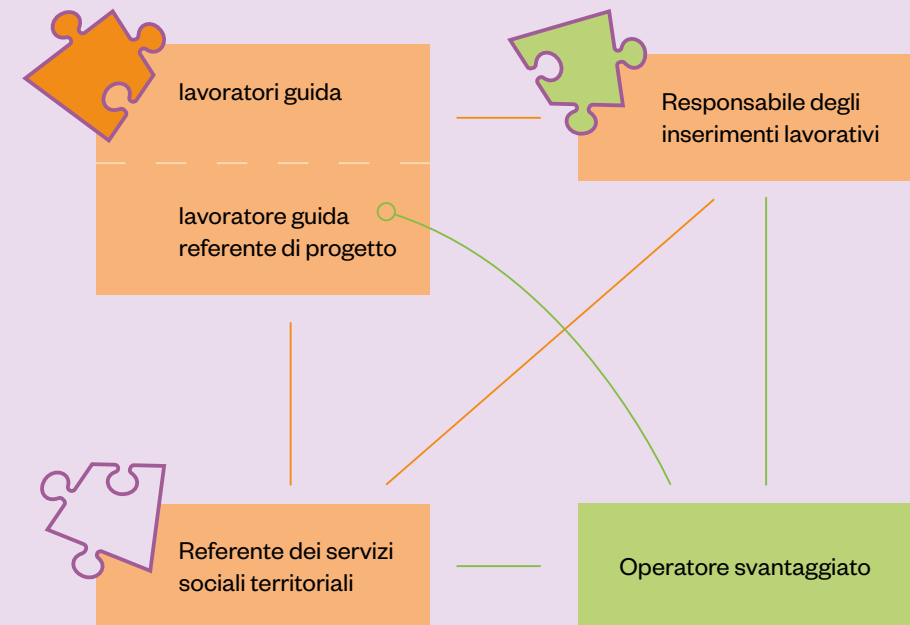 lavoratori guida
Responsabile degli
inserimenti lavorativi
lavoratore guida
referente di progetto
Referente dei servizi
sociali territoriali
Operatore svantaggiato